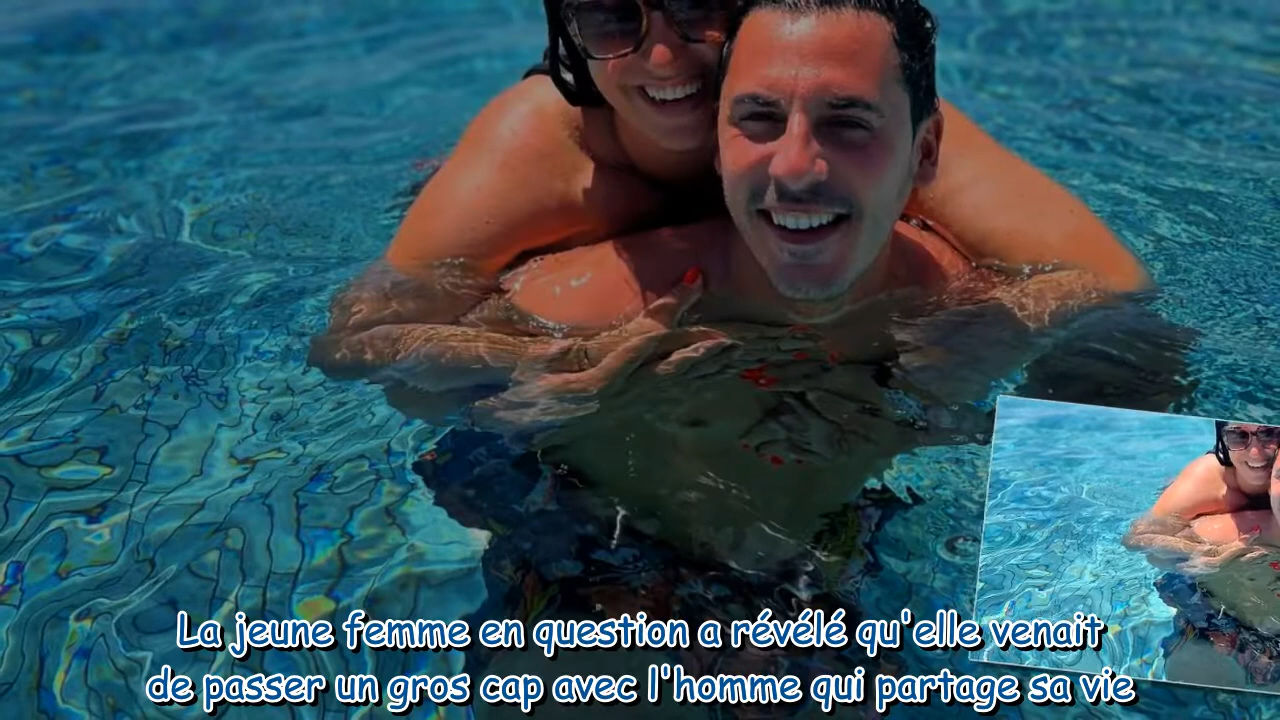 La jeune femme en question a révélé qu'elle venait
de passer un gros cap avec l'homme qui partage sa vie